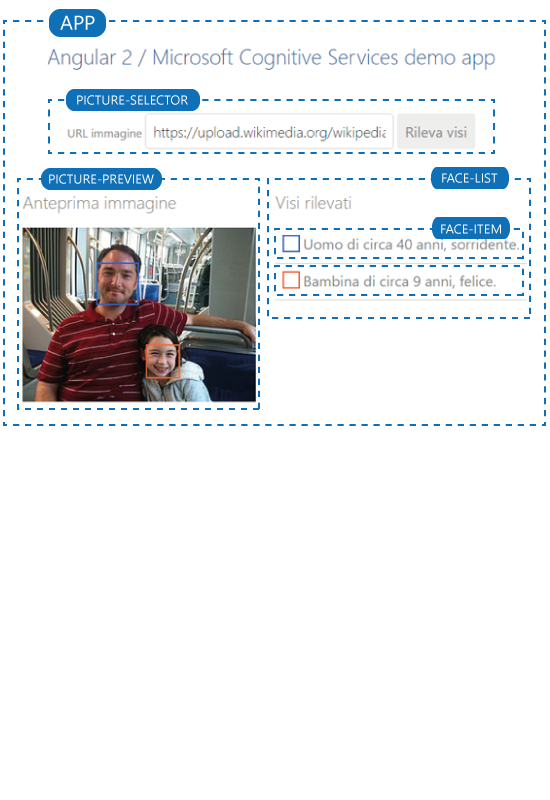 APP
Angular 2 / Microsoft Cognitive Services demo app
PICTURE-SELECTOR
URL immagine
https://upload.wikimedia.org/wikipedia
Rileva visi
PICTURE-PREVIEW
Anteprima immagine
FACE-LIST
Visi rilevati
FACE-ITEM
Uomo di circa 40 anni, sorridente.
Bambina di circa 9 anni, felice.